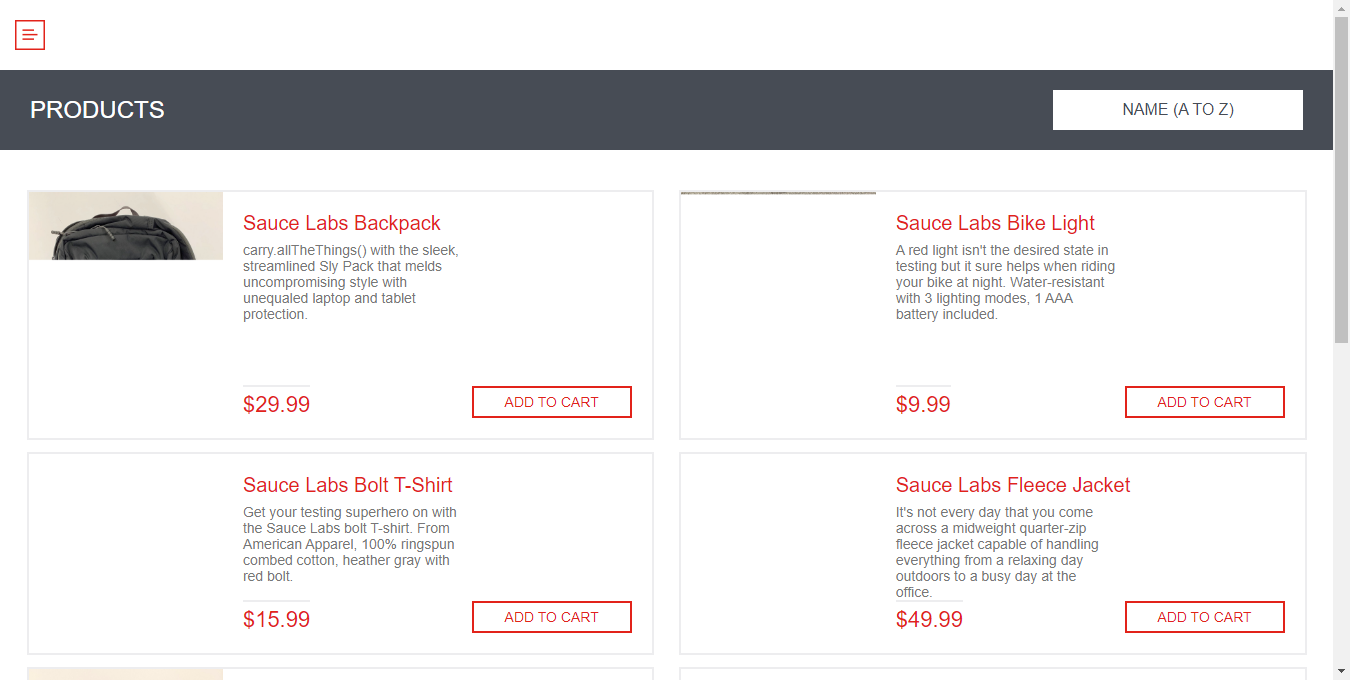 PRODUCTS
NAME (A TO Z)
Sauce Labs Backpack
carry.allTheThings() with the sleek,
streamlined Sly Pack that melds
uncompromising style with
unequaled laptop and tablet
protection.
$29.99
ADD TO CART
Sauce Labs Bike Light
A red light isn't the desired state in
testing but it sure helps when riding
your bike at night. Water-resistant
with 3 lighting modes, 1 AAA
battery included.
$9.99
ADD TO CART
Sauce Labs Bolt T-Shirt
Get your testing superhero on with
the Sauce Labs bolt T-shirt. From
American Apparel, 100% ringspun
combed cotton, heather gray with
red bolt.
$15.99
ADD TO CART
Sauce Labs Fleece Jacket
It's not every day that you come
across a midweight quarter-zip
fleece jacket capable of handling
everything from a relaxing day
outdoors to a busy day at the
office.
$49.99
ADD TO CART